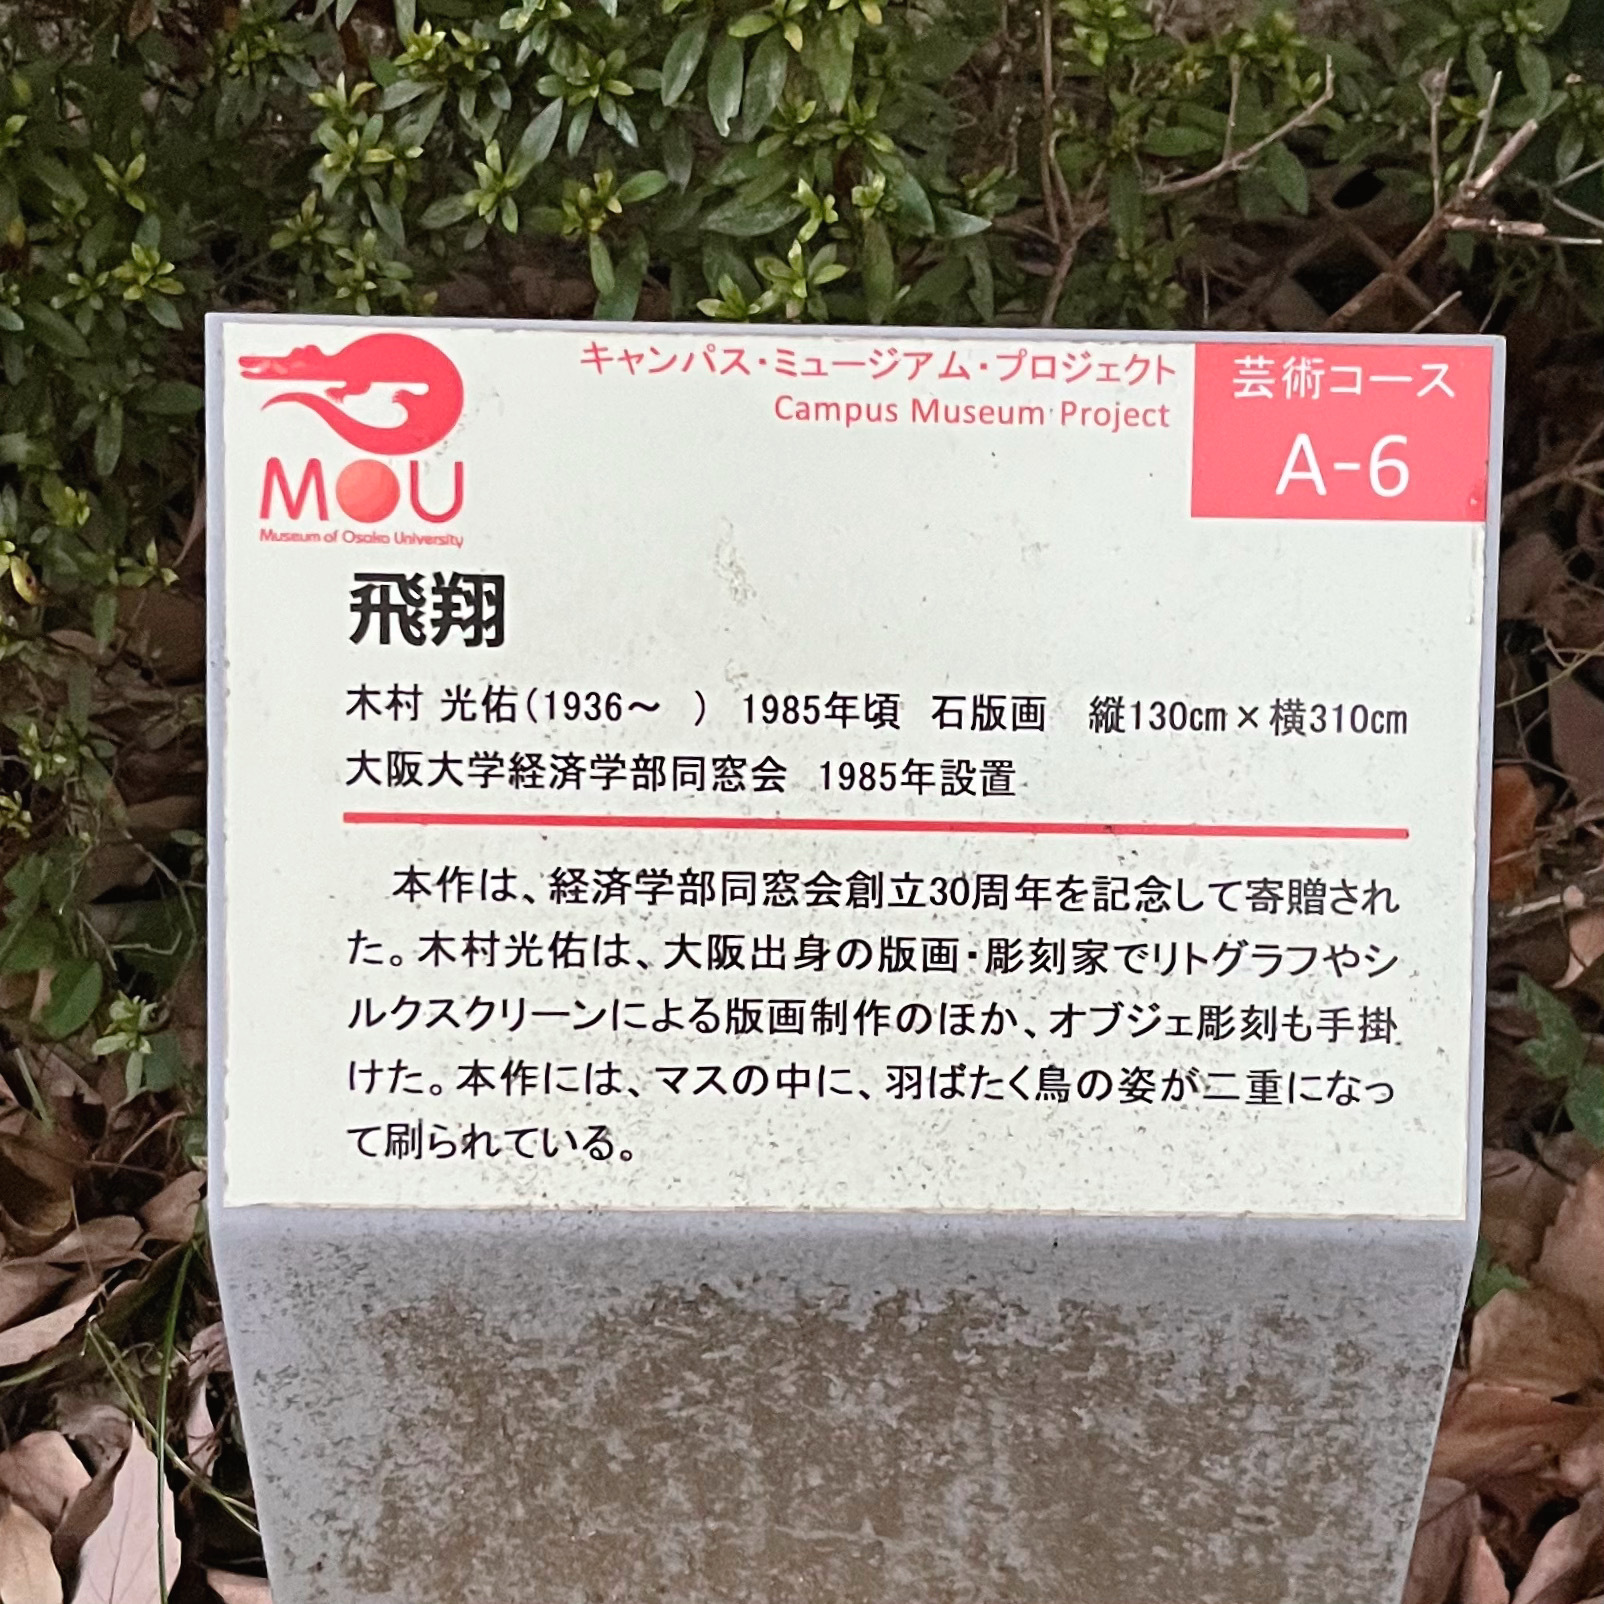 キャンパス・ミュージアム・プロジェクト
Campus Museum Project
芸術コース
A-6
MOU
Museum of Osaka University
飛翔
木村 光佑(1936～　) 1985年頃 石版画 縦130cm×横310cm
大阪大学経済学部同窓会 1985年設置
本作は、経済学部同窓会創立30周年を記念して寄贈され
た。木村光佑は、大阪出身の版画・彫刻家でリトグラフやシ
ルクスクリーンによる版画制作のほか、オブジェ彫刻も手掛
けた。本作には、マスの中に、羽ばたく鳥の姿が二重になっ
て刷られている。